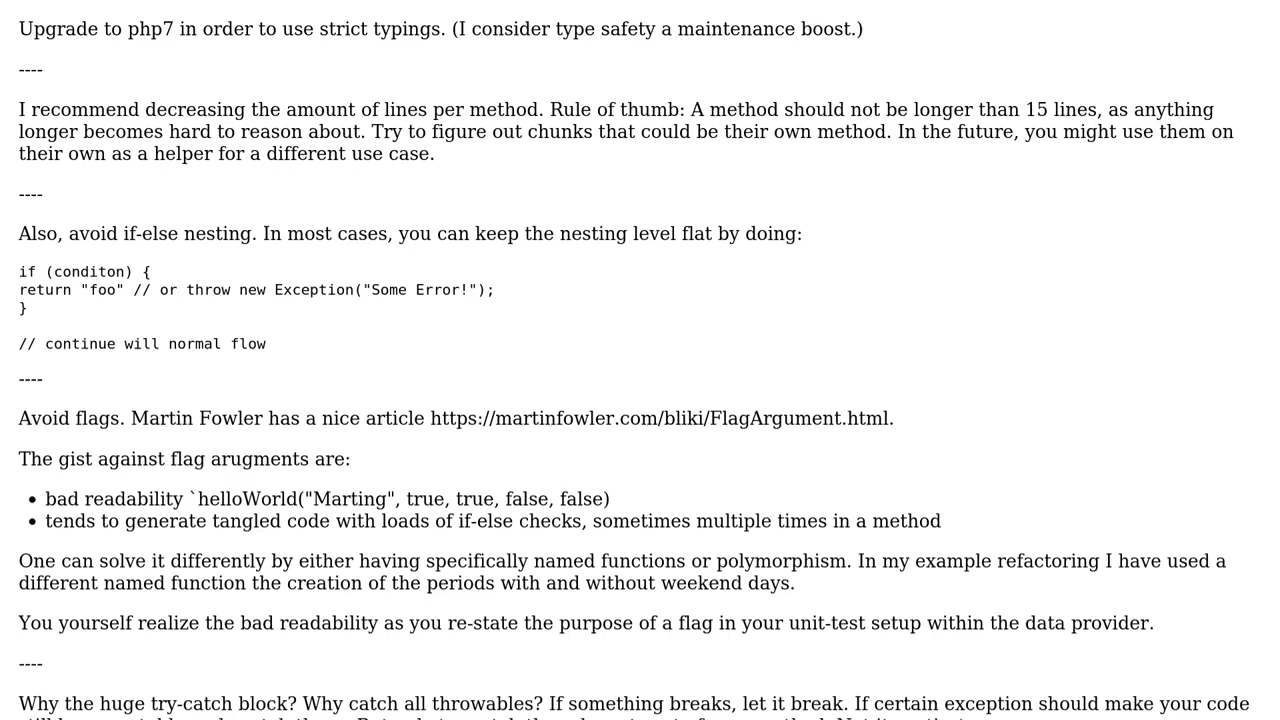 Upgrade to php7 in order to use strict typings. (I consider type safety a maintenance boost.)
----
I recommend decreasing the amount of lines per method. Rule of thumb: A method should not be longer than 15 lines, as anything
longer becomes hard to reason about. Try to figure out chunks that could be their own method. In the future, you might use them on
their own as a helper for a different use case.
----
Also, avoid if-else nesting. In most cases, you can keep the nesting level flat by doing:
if (conditon) {
return "foo" // or throw new Exception("Some Error!");
}
// continue will normal flow
----
Avoid flags. Martin Fowler has a nice article https://martinfowler.com/bliki/FlagArgument.html.
The gist against flag arugments are:
• bad readability `helloWorld("Marting", true, true, false, false)
• tends to generate tangled code with loads of if-else checks, sometimes multiple times in a method
One can solve it differently by either having specifically named functions or polymorphism. In my example refactoring I have used a
different named function the creation of the periods with and without weekend days.
You yourself realize the bad readability as you re-state the purpose of a flag in your unit-test setup within the data provider.
----
Why the huge try-catch block? Why catch all throwables? If something breaks, let it break. If certain exception should make your code